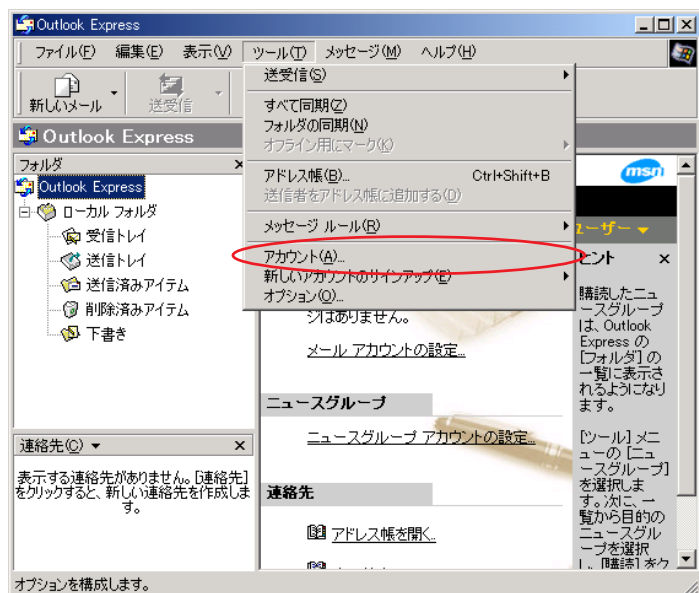 Outlook Express
ファイル(F) 編集(E) 表示(V) ツール(T) メッセージ(M) ヘルプ(H)
新しいメール 送受信
Outlook Express
送受信(S)
すべて同期(Z)
フォルダの同期(N)
オフライン用にマーク(K)
アドレス帳(B)... Ctrl+Shift+B
送信者をアドレス帳に追加する(D)
メッセージ ルール(R)
アカウント(A)...
新しいアカウントのサインアップ(E)
オプション(O)...
フォルダ ×
Outlook Express
ローカル フォルダ
受信トレイ
送信トレイ
送信済みアイテム
削除済みアイテム
下書き
連絡先(C) ×
表示する連絡先がありません。[連絡先]
をクリックすると、新しい連絡先を作成しま
す。
ジはありません。
メール アカウントの設定...
ニュースグループ
ニュースグループ アカウントの設定...
連絡先
アドレス帳を開く...
msn
ユーザー
ヒント ×
購読したニュ
ースグループ
は、Outlook
Express の
[フォルダ] の
一覧に表示さ
れるようになり
ます。
[ツール] メニ
ューの [ニュ
ースグループ]
を選択しま
す。次に、一
覧から目的の
ニュースグル
ープを選択
し、[購読] をク
オプションを構成します。